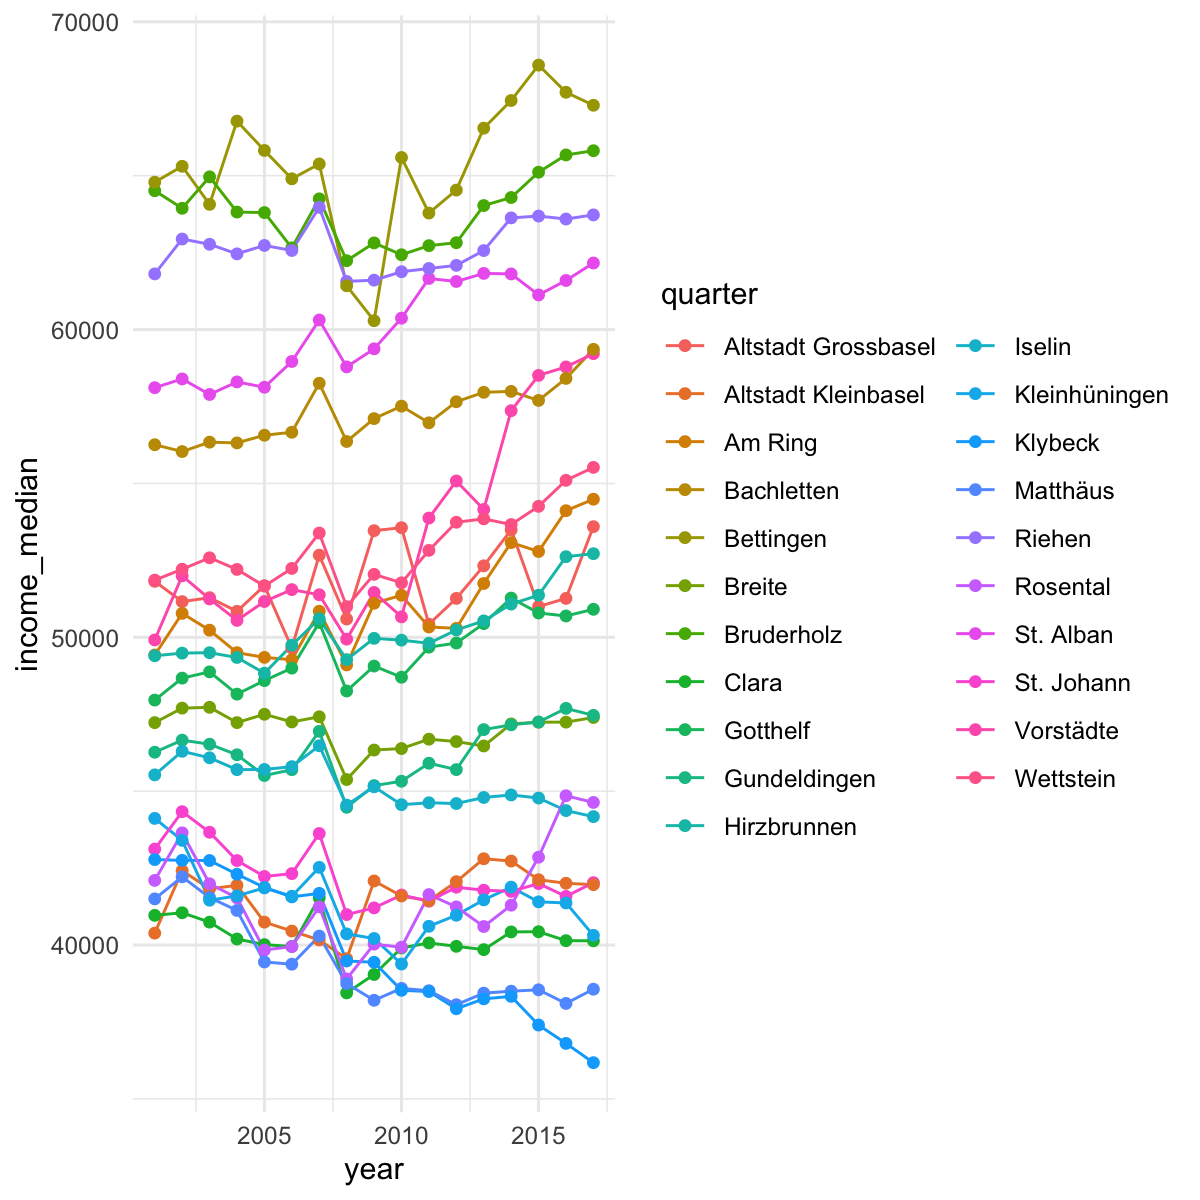 70000
60000
50000
40000
income_median
2005 2010 2015
year
quarter
Altstadt Grossbasel
Altstadt Kleinbasel
Am Ring
Bachletten
Bettingen
Breite
Bruderholz
Clara
Gotthelf
Gundeldingen
Hirzbrunnen
Iselin
Kleinhüningen
Klybeck
Matthäus
Riehen
Rosental
St. Alban
St. Johann
Vorstädte
Wettstein